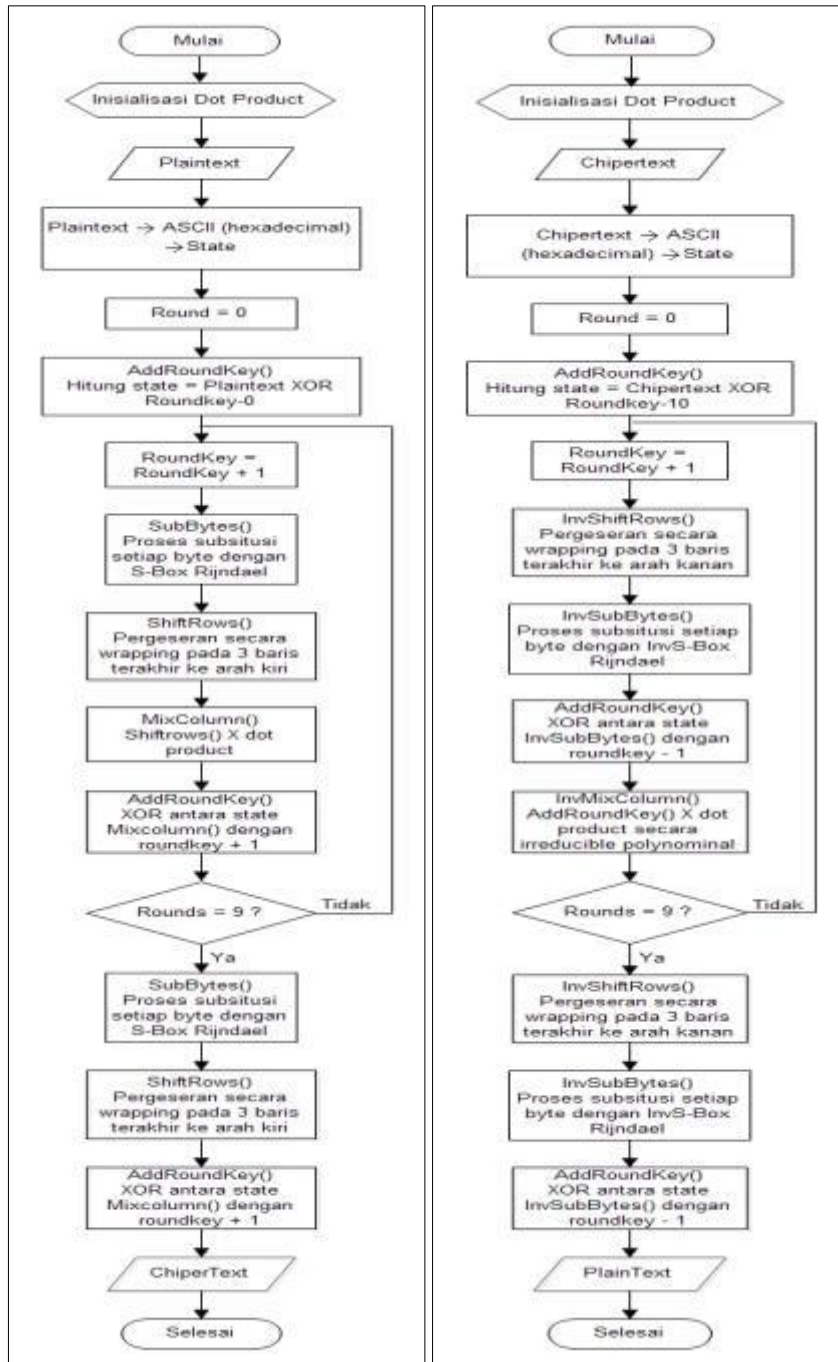 Mulai
Inisialisasi Dot Product
Plaintext
Plaintext → ASCII (hexadecimal)
→ State
Round = 0
AddRoundKey()
Hitung state = Plaintext XOR
Roundkey-0
RoundKey =
RoundKey + 1
SubBytes()
Proses subsitusi
setiap byte dengan
S-Box Rijndael
ShiftRows()
Pergeseran secara
wrapping pada 3 baris
terakhir ke arah kiri
MixColumn()
Shiftrows() X dot
product
AddRoundKey()
XOR antara state
Mixcolumn() dengan
roundkey + 1
Rounds = 9 ?
Tidak
Ya
SubBytes()
Proses subsitusi
setiap byte dengan
S-Box Rijndael
ShiftRows()
Pergeseran secara
wrapping pada 3 baris
terakhir ke arah kiri
AddRoundKey()
XOR antara state
Mixcolumn() dengan
roundkey + 1
ChiperText
Selesai
Mulai
Inisialisasi Dot Product
Chipertext
Chipertext → ASCII
(hexadecimal) → State
Round = 0
AddRoundKey()
Hitung state = Chipertext XOR
Roundkey-10
RoundKey =
RoundKey + 1
InvShiftRows()
Pergeseran secara
wrapping pada 3 baris
terakhir ke arah kanan
InvSubBytes()
Proses subsitusi setiap
byte dengan InvS-Box
Rijndael
AddRoundKey()
XOR antara state
InvSubBytes() dengan
roundkey - 1
InvMixColumn()
AddRoundKey() X dot
product secara
irreducible polynominal
Rounds = 9 ?
Tidak
Ya
InvShiftRows()
Pergeseran secara
wrapping pada 3 baris
terakhir ke arah kanan
InvSubBytes()
Proses subsitusi setiap
byte dengan InvS-Box
Rijndael
AddRoundKey()
XOR antara state
InvSubBytes() dengan
roundkey - 1
PlainText
Selesai